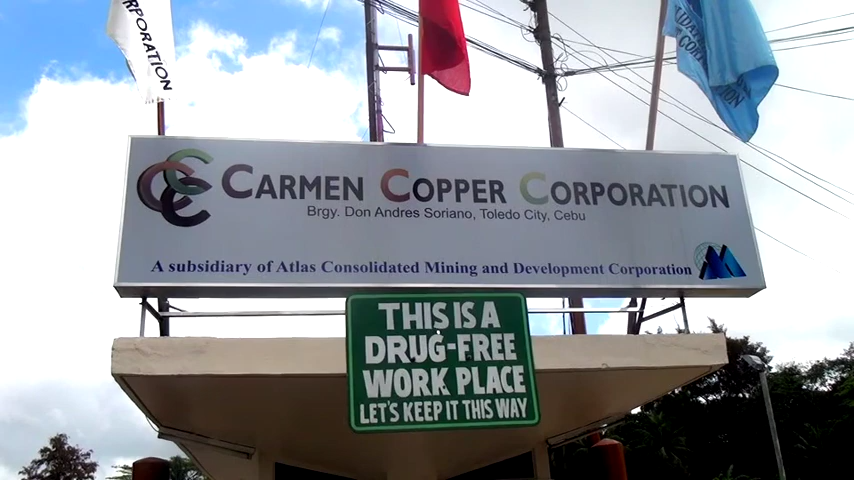 RPORATION
CARMEN COPPER CORPORATION
Brgy. Don Andres Soriano, Toledo City, Cebu
A subsidiary of Atlas Consolidated Mining and Development Corporation
THIS IS A
DRUG-FREE
WORK PLACE
LET'S KEEP IT THIS WAY